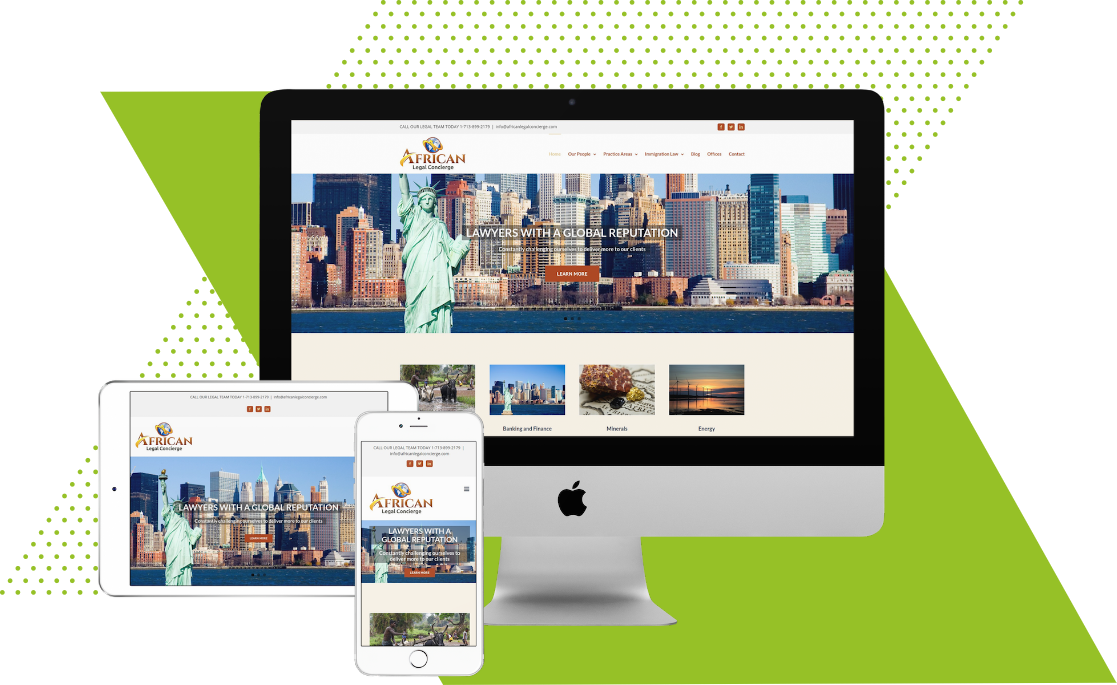 CALL OUR LEGAL TEAM TODAY 1-713-899-2179 | info@africanlegalconcierge.com
AFRICAN
Legal Concierge
Home Our People Practice Areas Immigration Law Blog Offices Contact
LAWYERS WITH A GLOBAL REPUTATION
Constantly challenging ourselves to deliver more to our clients
LEARN MORE
Banking and Finance Minerals Energy
CALL OUR LEGAL TEAM TODAY 1-713-899-2179 | info@africanlegalconcierge.com
AFRICAN
Legal Concierge
LAWYERS WITH A GLOBAL REPUTATION
Constantly challenging ourselves to deliver more to our clients
LEARN MORE
CALL OUR LEGAL TEAM TODAY 1-713-899-2179 |
info@africanlegalconcierge.com
AFRICAN
Legal Concierge
LAWYERS WITH A
GLOBAL REPUTATION
Constantly challenging ourselves to
deliver more to our clients
LEARN MORE